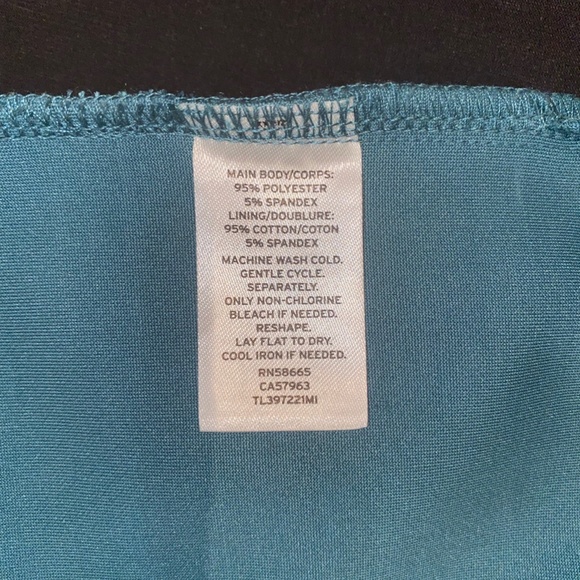 MAIN BODY/CORPS:
95% POLYESTER
5% SPANDEX
LINING/DOUBLURE:
95% COTTON/COTON
5% SPANDEX
MACHINE WASH COLD.
GENTLE CYCLE.
SEPARATELY.
ONLY NON-CHLORINE
BLEACH IF NEEDED.
RESHAPE.
LAY FLAT TO DRY.
COOL IRON IF NEEDED.
RN58665
CA57963
TL397221MI